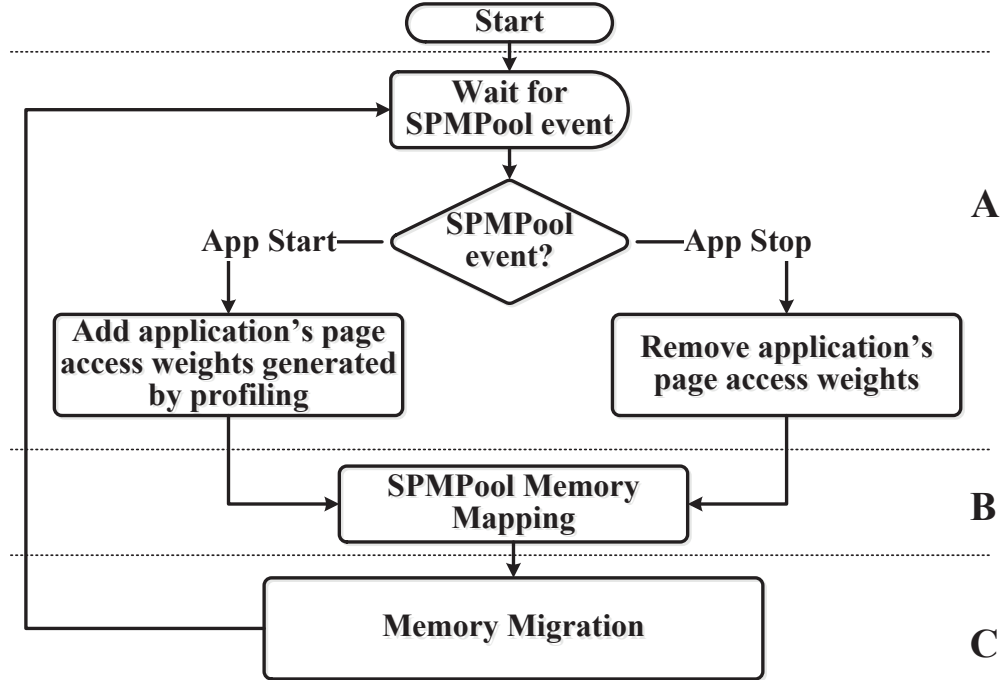 Start
Wait for
SPMPool event
A
SPMPool
event?
App Start
App Stop
Add application’s page
access weights generated
by profiling
Remove application’s
page access weights
SPMPool Memory
Mapping
B
Memory Migration
C